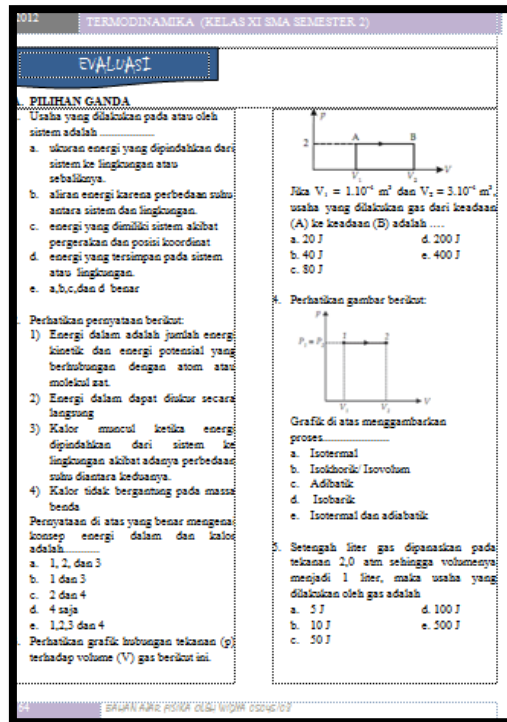 2012
TERMODINAMIKA (KELAS XI SMA SEMESTER 2)
EVALUASI
. PILIHAN GANDA
. Usaha yang dilakukan pada atau oleh
sistem adalah ....................
a. ukuran energi yang dipindahkan dari
sistem ke lingkungan atau
sebaliknya.
b. aliran energi karena perbedaan suhu
antara sistem dan lingkungan.
c. energi yang dimiliki sistem akibat
pergerakan dan posisi koordinat
d. energi yang tersimpan pada sistem
atau lingkungan.
e. a,b,c,dan d benar
. Perhatikan pernyataan berikut:
1) Energi dalam adalah jumlah energi
kinetik dan energi potensial yang
berhubungan dengan atom atau
molekul zat.
2) Energi dalam dapat diukur secara
langsung
3) Kalor muncul ketika energi
dipindahkan dari sistem ke
lingkungan akibat adanya perbedaan
suhu diantara keduanya.
4) Kalor tidak bergantung pada massa
benda
Pernyataan di atas yang benar mengenai
konsep energi dalam dan kalor
adalah............
a. 1, 2, dan 3
b. 1 dan 3
c. 2 dan 4
d. 4 saja
e. 1,2,3 dan 4
. Perhatikan grafik hubungan tekanan (p)
terhadap volume (V) gas berikut ini.
P
2 A B
V₁ V₂ V
Jika V₁ = 1.10⁻⁴ m³ dan V₂ = 3.10⁻⁴ m³,
usaha yang dilakukan gas dari keadaan
(A) ke keadaan (B) adalah ....
a. 20 J d. 200 J
b. 40 J e. 400 J
c. 80 J
4. Perhatikan gambar berikut:
P
P₁ = P₂ 1 2
V₁ V₂ V
Grafik di atas menggambarkan
proses....................
a. Isotermal
b. Isokhorik/ Isovolum
c. Adibatik
d. Isobarik
e. Isotermal dan adiabatik
5. Setengah liter gas dipanaskan pada
tekanan 2,0 atm sehingga volumenya
menjadi 1 liter, maka usaha yang
dilakukan oleh gas adalah
a. 5 J d. 100 J
b. 10 J e. 500 J
c. 50 J
64
BAHAN AJAR FISIKA OLEH WIDYA